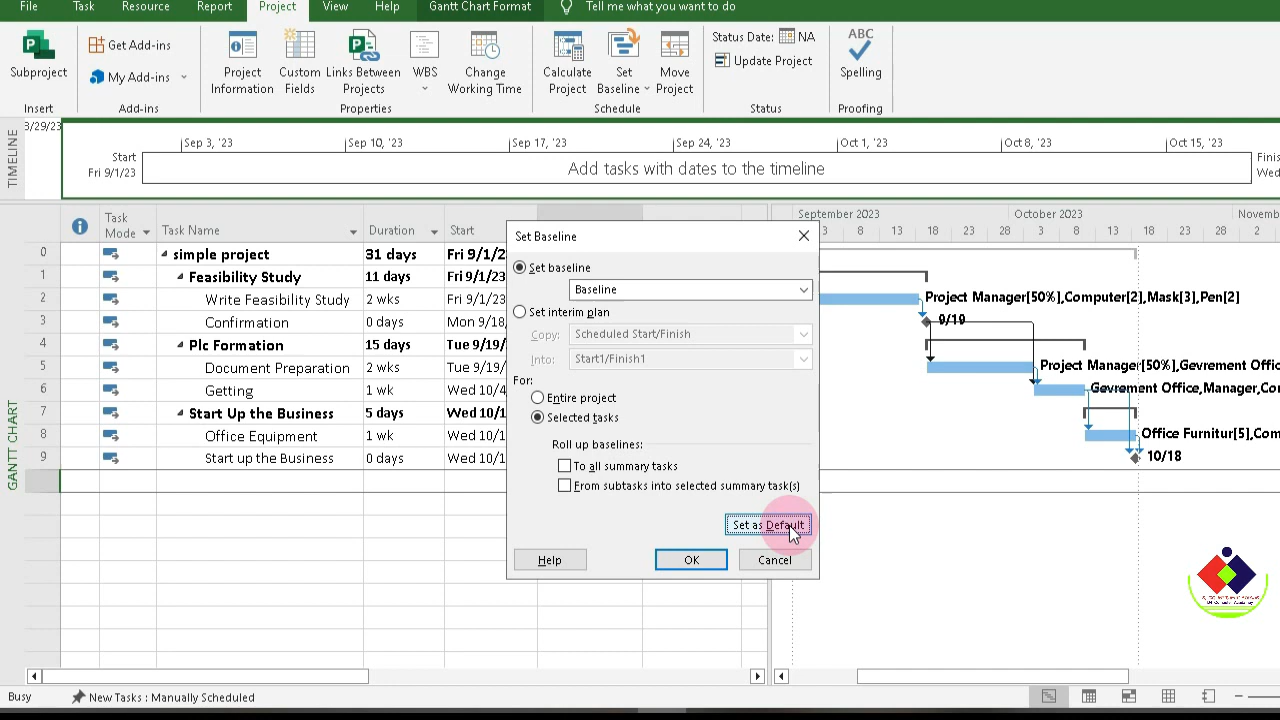 File Task Resource Report Project View Help Gantt Chart Format Tell me what you want to do
Subproject
Get Add-ins
My Add-ins
Project Information
Custom Fields
Links Between Projects
WBS
Change Working Time
Calculate Project
Set Baseline
Move Project
Status Date: NA
Update Project
ABC
Spelling
Insert Add-ins Properties Schedule Status Proofing
TIMELINE
3/29/23
Sep 3, '23 Sep 10, '23 Sep 17, '23 Sep 24, '23 Oct 1, '23 Oct 8, '23 Oct 15, '23
Start
Fri 9/1/23
Add tasks with dates to the timeline
Finis
Wed
GANTT CHART
Task Mode Task Name Duration Start
September 2023 October 2023 Novem
3 8 13 18 23 28 3 8 13 18 23 28 2
0 simple project 31 days Fri 9/1/2
1 Feasibility Study 11 days Fri 9/1/23
2 Write Feasibility Study 2 wks Fri 9/1/23
3 Confirmation 0 days Mon 9/18,
4 Plc Formation 15 days Tue 9/19/
5 Document Preparation 2 wks Tue 9/19/
6 Getting 1 wk Wed 10/4
7 Start Up the Business 5 days Wed 10/1
8 Office Equipment 1 wk Wed 10/1
9 Start up the Business 0 days Wed 10/1
Project Manager[50%],Computer[2],Mask[3],Pen[2]
9/19
Project Manager[50%],Gevrement Offic
Gevrement Office,Manager,Com
Office Furnitur[5],Com
10/18
Set Baseline
Set baseline
Baseline
Set interim plan
Copy: Scheduled Start/Finish
Into: Start1/Finish1
For:
Entire project
Selected tasks
Roll up baselines:
To all summary tasks
From subtasks into selected summary task(s)
Set as Default
Help OK Cancel
Busy New Tasks : Manually Scheduled